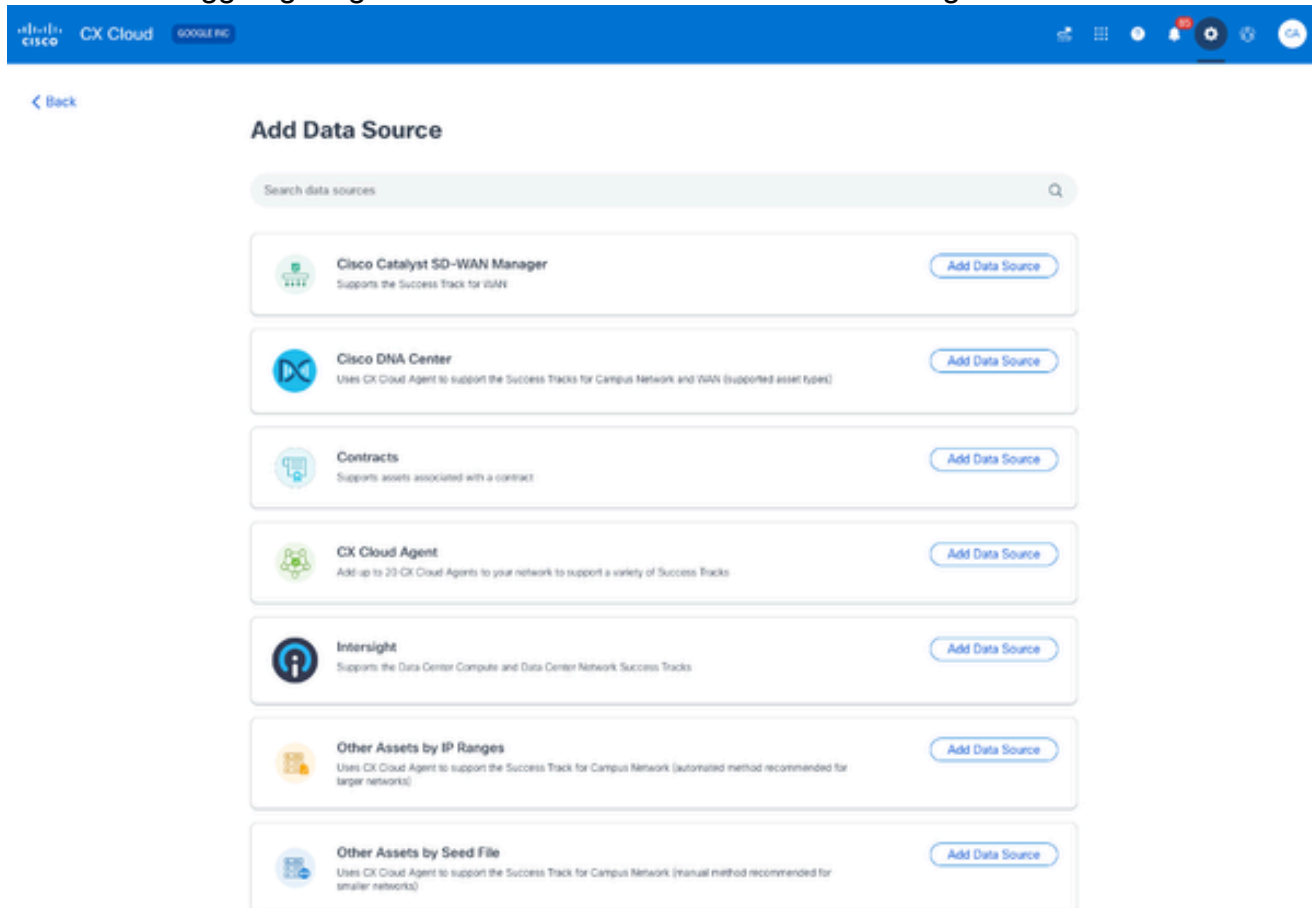 cisco CX Cloud GOOGLE INC
85
CA
Back
Add Data Source
Search data sources
Cisco Catalyst SD-WAN Manager
Add Data Source
Supports the Success Track for WAN
Cisco DNA Center
Add Data Source
Uses CX Cloud Agent to support the Success Tracks for Campus Network and WAN (supported asset types)
Contracts
Add Data Source
Supports assets associated with a contract
CX Cloud Agent
Add Data Source
Add up to 20 CX Cloud Agents to your network to support a variety of Success Tracks
Intersight
Add Data Source
Supports the Data Center Compute and Data Center Network Success Tracks
Other Assets by IP Ranges
Add Data Source
Uses CX Cloud Agent to support the Success Track for Campus Network (automated method recommended for
larger networks)
Other Assets by Seed File
Add Data Source
Uses CX Cloud Agent to support the Success Track for Campus Network (manual method recommended for
smaller networks)